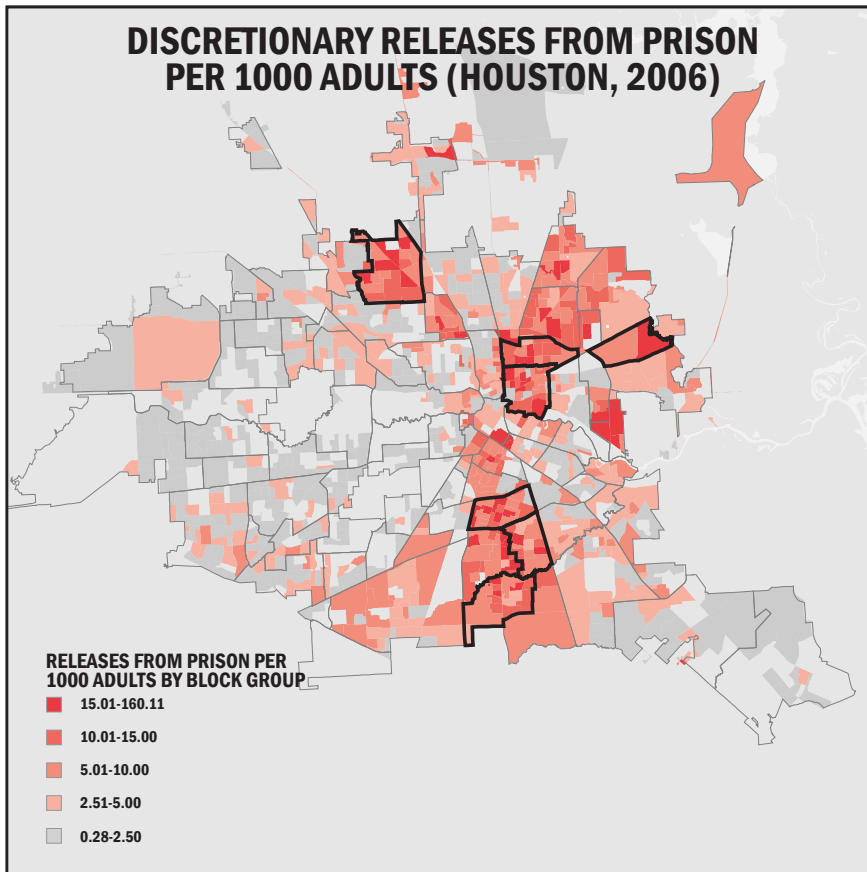 DISCRETIONARY RELEASES FROM PRISON
PER 1000 ADULTS (HOUSTON, 2006)
RELEASES FROM PRISON PER
1000 ADULTS BY BLOCK GROUP
15.01-160.11
10.01-15.00
5.01-10.00
2.51-5.00
0.28-2.50